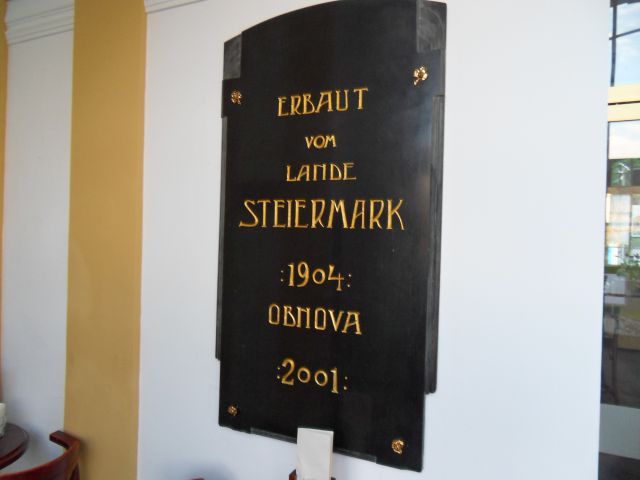 ERBAUT
VOM
LANDE
STEIERMARK
:1904:
OBNOVA
:2001: